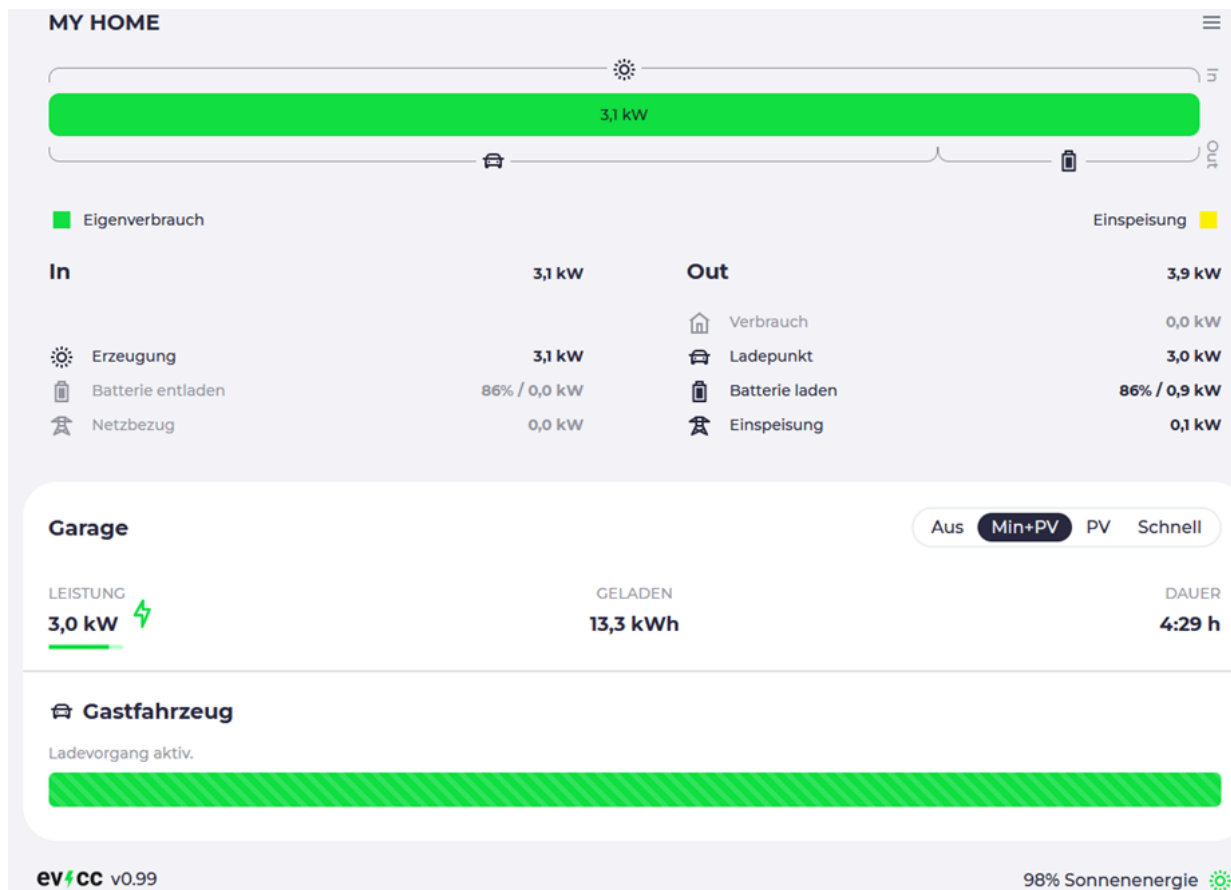 MY HOME
In
3,1 kW
Out
Eigenverbrauch
Einspeisung
In 3,1 kW
Out 3,9 kW
Verbrauch 0,0 kW
Erzeugung 3,1 kW
Ladepunkt 3,0 kW
Batterie entladen 86% / 0,0 kW
Batterie laden 86% / 0,9 kW
Netzbezug 0,0 kW
Einspeisung 0,1 kW
Garage
Aus Min+PV PV Schnell
LEISTUNG GELADEN DAUER
3,0 kW 13,3 kWh 4:29 h
Gastfahrzeug
Ladevorgang aktiv.
evcc v0.99
98% Sonnenenergie